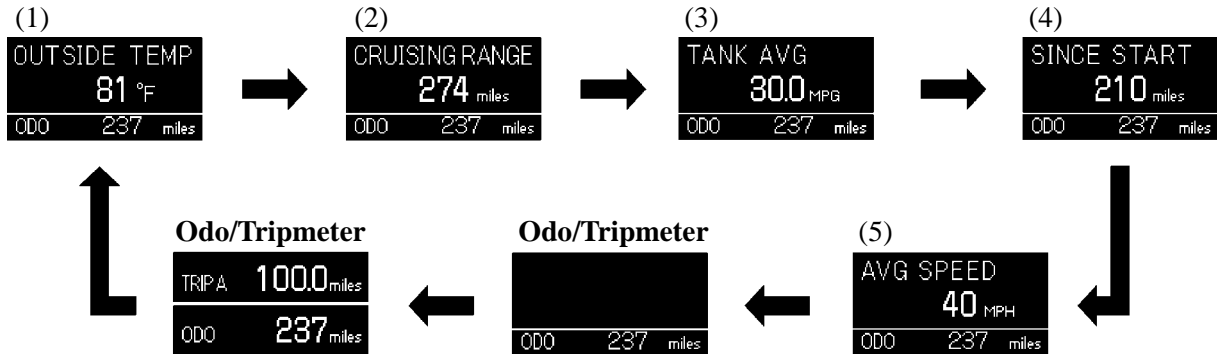 (1)
OUTSIDE TEMP
81 °F
ODO 237 miles
(2)
CRUISING RANGE
274 miles
ODO 237 miles
(3)
TANK AVG
30.0 MPG
ODO 237 miles
(4)
SINCE START
210 miles
ODO 237 miles
(5)
AVG SPEED
40 MPH
ODO 237 miles
Odo/Tripmeter
ODO 237 miles
Odo/Tripmeter
TRIP A 100.0 miles
ODO 237 miles